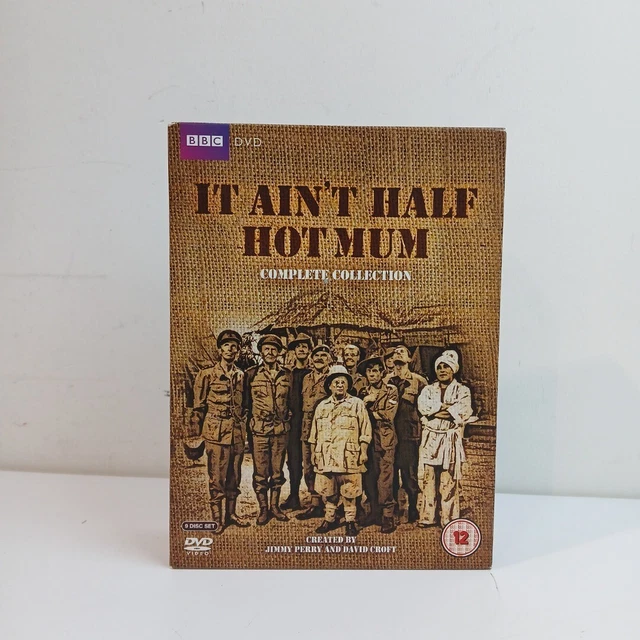 BBC DVD
IT AIN'T HALF
HOT MUM
COMPLETE COLLECTION
9 DISC SET
DVD
VIDEO
CREATED BY
JIMMY PERRY AND DAVID CROFT
12